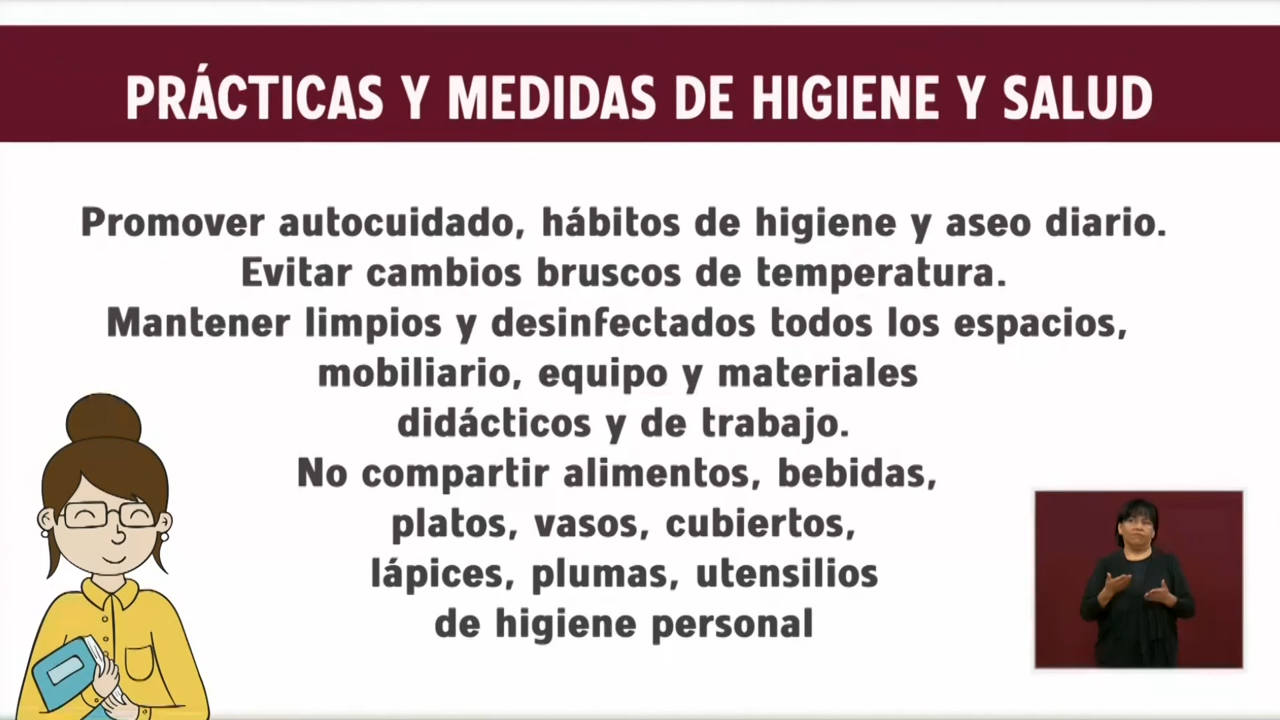 PRÁCTICAS Y MEDIDAS DE HIGIENE Y SALUD
Promover autocuidado, hábitos de higiene y aseo diario.
Evitar cambios bruscos de temperatura.
Mantener limpios y desinfectados todos los espacios,
mobiliario, equipo y materiales
didácticos y de trabajo.
No compartir alimentos, bebidas,
platos, vasos, cubiertos,
lápices, plumas, utensilios
de higiene personal